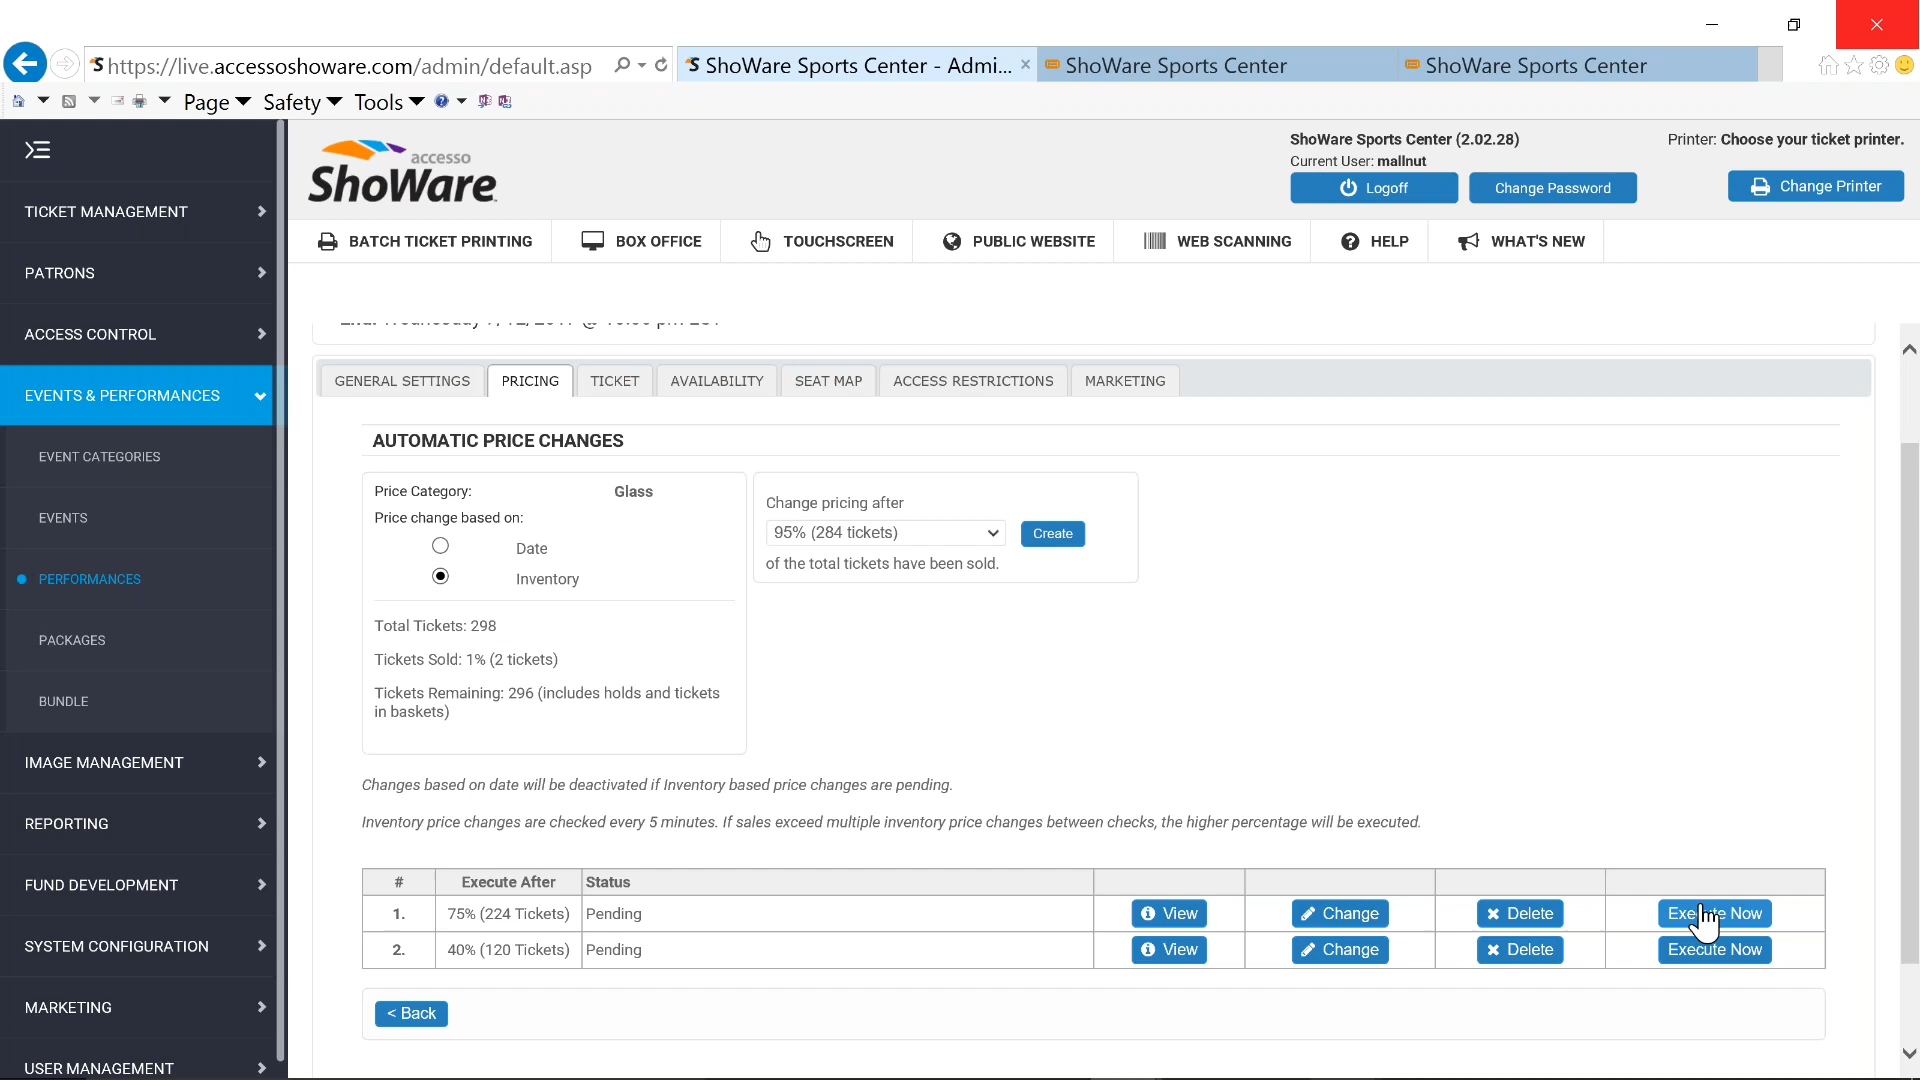 https://live.accessoshoware.com/admin/default.asp
ShoWare Sports Center - Admi...
ShoWare Sports Center
ShoWare Sports Center
Page
Safety
Tools
accesso
ShoWare
ShoWare Sports Center (2.02.28)
Current User: mallnut
Logoff
Change Password
Printer: Choose your ticket printer.
Change Printer
BATCH TICKET PRINTING
BOX OFFICE
TOUCHSCREEN
PUBLIC WEBSITE
WEB SCANNING
HELP
WHAT'S NEW
TICKET MANAGEMENT
PATRONS
ACCESS CONTROL
EVENTS & PERFORMANCES
EVENT CATEGORIES
EVENTS
PERFORMANCES
PACKAGES
BUNDLE
IMAGE MANAGEMENT
REPORTING
FUND DEVELOPMENT
SYSTEM CONFIGURATION
MARKETING
USER MANAGEMENT
GENERAL SETTINGS
PRICING
TICKET
AVAILABILITY
SEAT MAP
ACCESS RESTRICTIONS
MARKETING
AUTOMATIC PRICE CHANGES
Price Category: Glass
Price change based on:
Date
Inventory
Total Tickets: 298
Tickets Sold: 1% (2 tickets)
Tickets Remaining: 296 (includes holds and tickets
in baskets)
Change pricing after
95% (284 tickets)
Create
of the total tickets have been sold.
Changes based on date will be deactivated if Inventory based price changes are pending.
Inventory price changes are checked every 5 minutes. If sales exceed multiple inventory price changes between checks, the higher percentage will be executed.
# Execute After Status
1. 75% (224 Tickets) Pending View Change Delete Execute Now
2. 40% (120 Tickets) Pending View Change Delete Execute Now
< Back